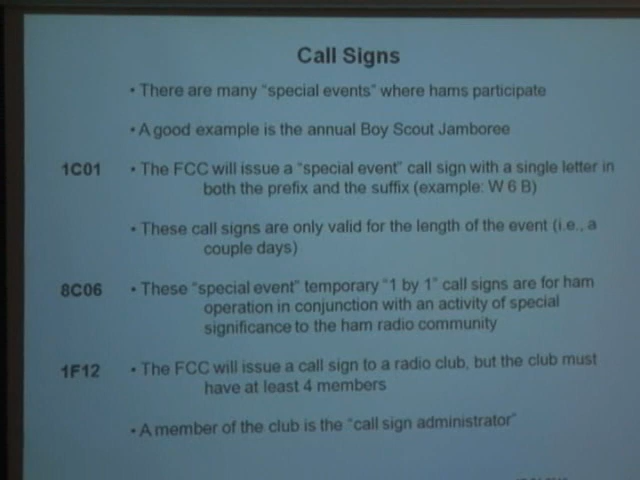 Call Signs
• There are many "special events" where hams participate
• A good example is the annual Boy Scout Jamboree
1C01 • The FCC will issue a "special event" call sign with a single letter in
both the prefix and the suffix (example: W 6 B)
• These call signs are only valid for the length of the event (i.e., a
couple days)
8C06 • These "special event" temporary "1 by 1" call signs are for ham
operation in conjunction with an activity of special
significance to the ham radio community
1F12 • The FCC will issue a call sign to a radio club, but the club must
have at least 4 members
• A member of the club is the "call sign administrator"